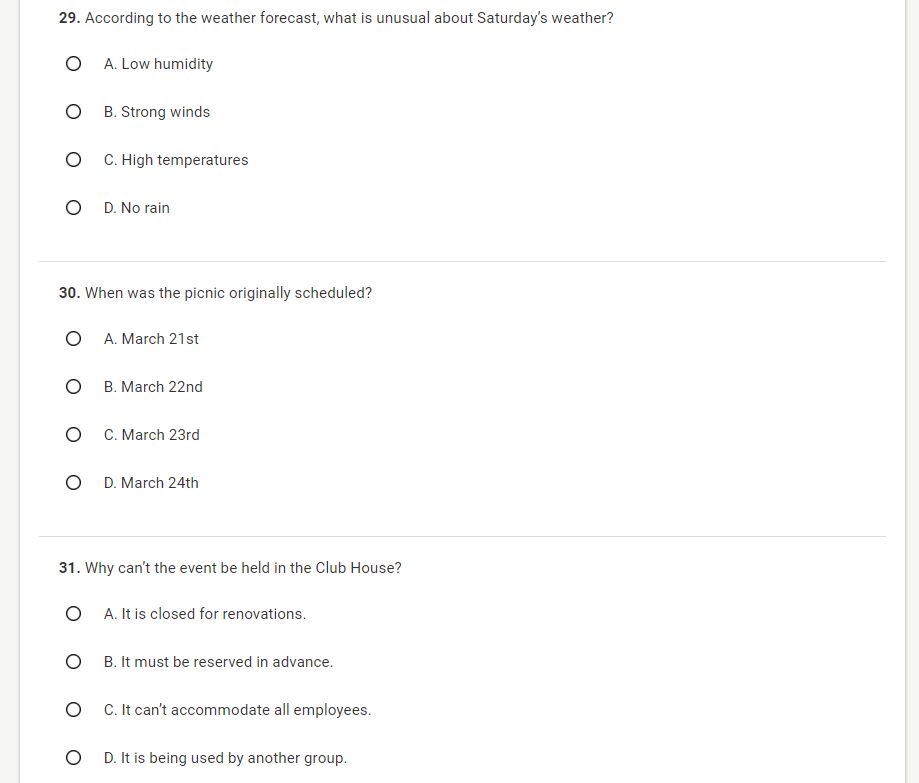 29. According to the weather forecast, what is unusual about Saturday’s weather?
A. Low humidity
B. Strong winds
C. High temperatures
D. No rain
30. When was the picnic originally scheduled?
A. March 21st
B. March 22nd
C. March 23rd
D. March 24th
31. Why can’t the event be held in the Club House?
A. It is closed for renovations.
B. It must be reserved in advance.
C. It can’t accommodate all employees.
D. It is being used by another group.